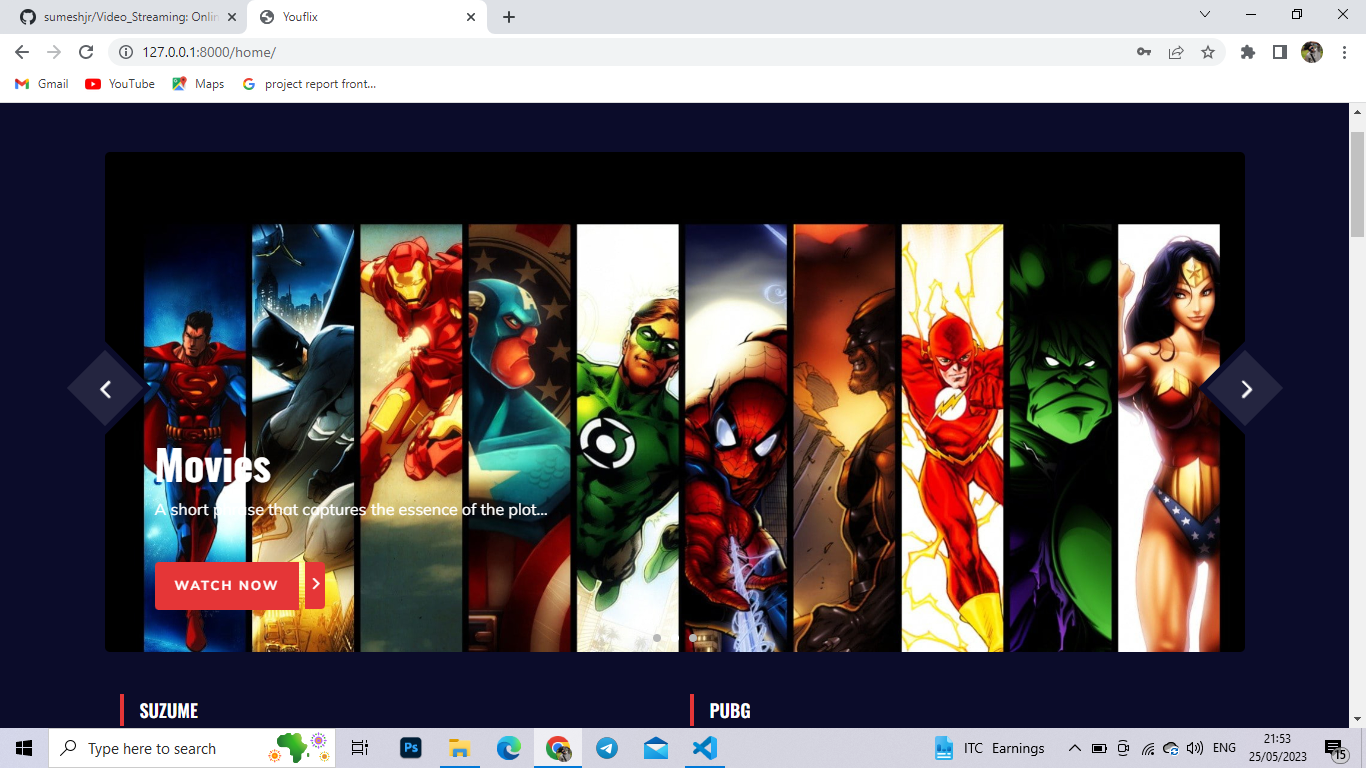 sumeshjr/Video_Streaming: Onlin
Youflix
127.0.0.1:8000/home/
Gmail
YouTube
Maps
project report front...
Movies
A short phrase that captures the essence of the plot...
WATCH NOW
SUZUME
PUBG
Type here to search
Ps
ITC Earnings
ENG
21:53
25/05/2023
15